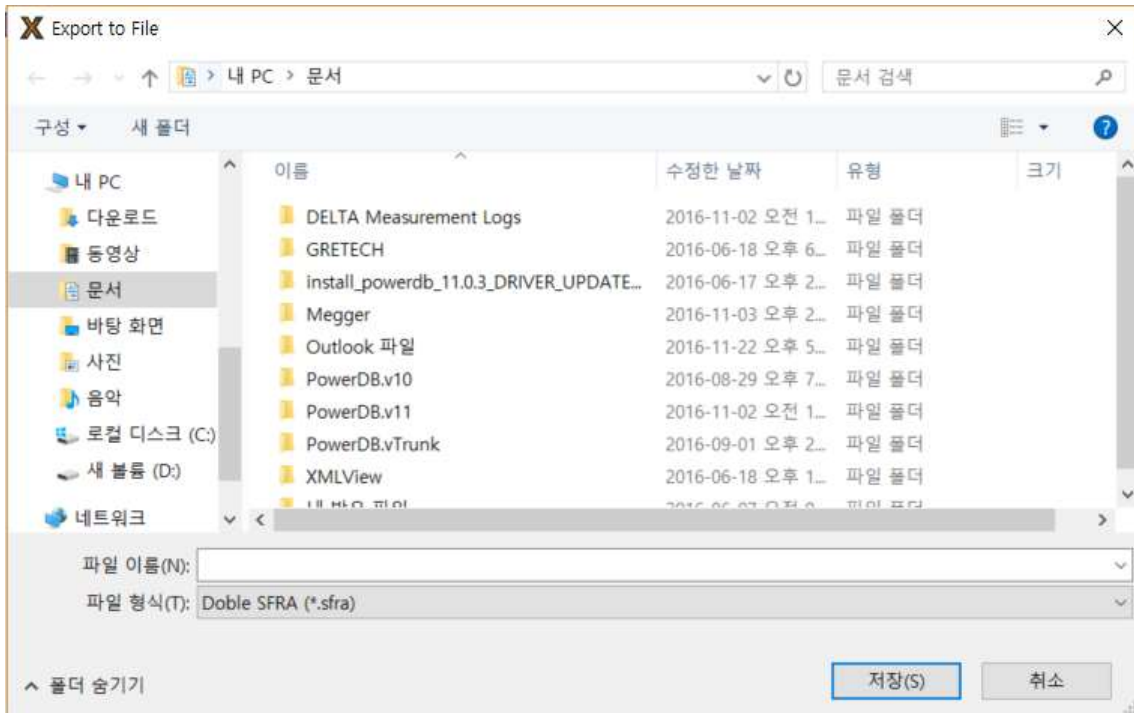 Export to File
내 PC > 문서
문서 검색
구성
새 폴더
내 PC
다운로드
동영상
문서
바탕 화면
사진
음악
로컬 디스크 (C:)
새 볼륨 (D:)
네트워크
이름 수정한 날짜 유형 크기
DELTA Measurement Logs 2016-11-02 오전 1... 파일 폴더
GRETECH 2016-06-18 오후 6... 파일 폴더
install_powerdb_11.0.3_DRIVER_UPDATE... 2016-06-17 오후 2... 파일 폴더
Megger 2016-11-03 오후 2... 파일 폴더
Outlook 파일 2016-11-22 오후 5... 파일 폴더
PowerDB.v10 2016-08-29 오후 7... 파일 폴더
PowerDB.v11 2016-11-02 오전 1... 파일 폴더
PowerDB.vTrunk 2016-09-01 오후 2... 파일 폴더
XMLView 2016-06-18 오후 1... 파일 폴더
파일 이름(N):
파일 형식(T): Doble SFRA (*.sfra)
폴더 숨기기
저장(S)
취소